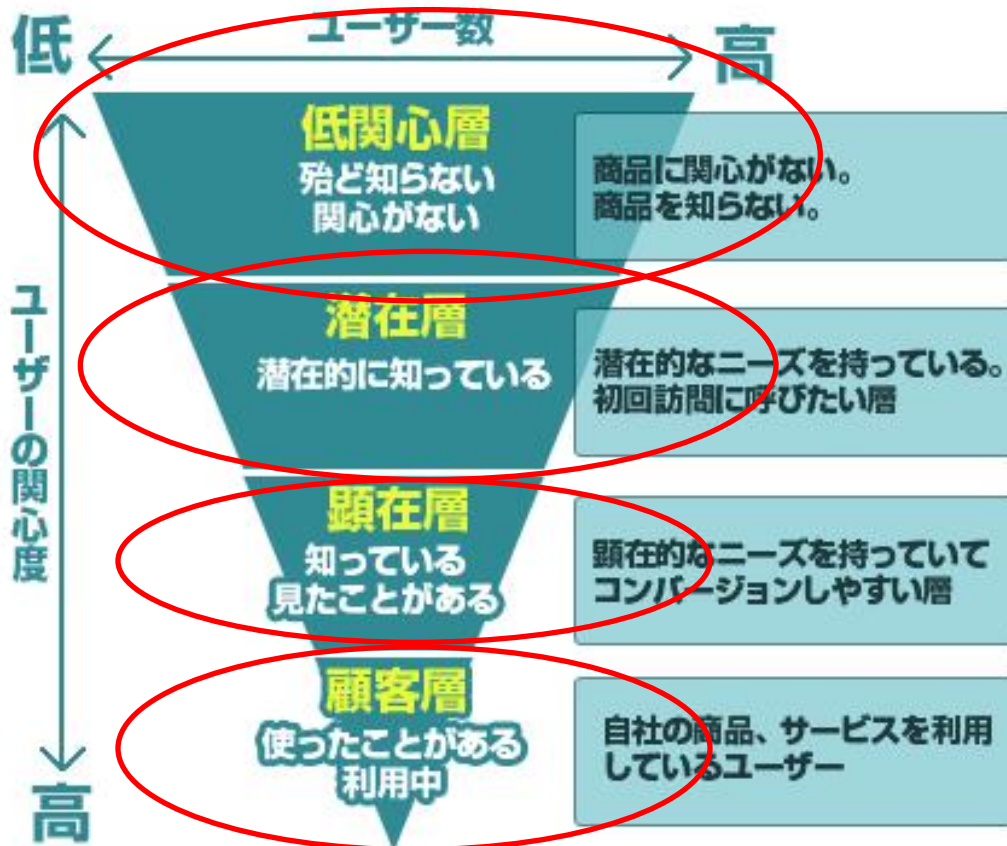 ユーザー数
低
高
低関心層
殆ど知らない
関心がない
商品に関心がない。
商品を知らない。
潜在層
潜在的に知っている
潜在的なニーズを持っている。
初回訪問に呼びたい層
ユーザーの関心度
顕在層
知っている
見たことがある
顕在的なニーズを持っていて
コンバージョンしやすい層
顧客層
使ったことがある
利用中
自社の商品、サービスを利用
しているユーザー
高